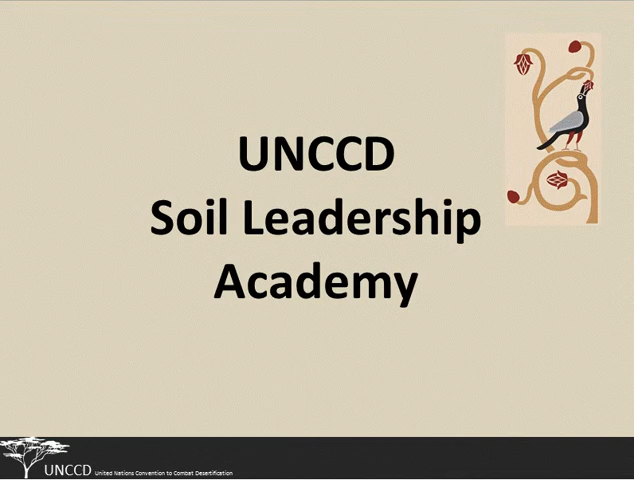 UNCCD
Soil Leadership
Academy
UNCCD United Nations Convention to Combat Desertification